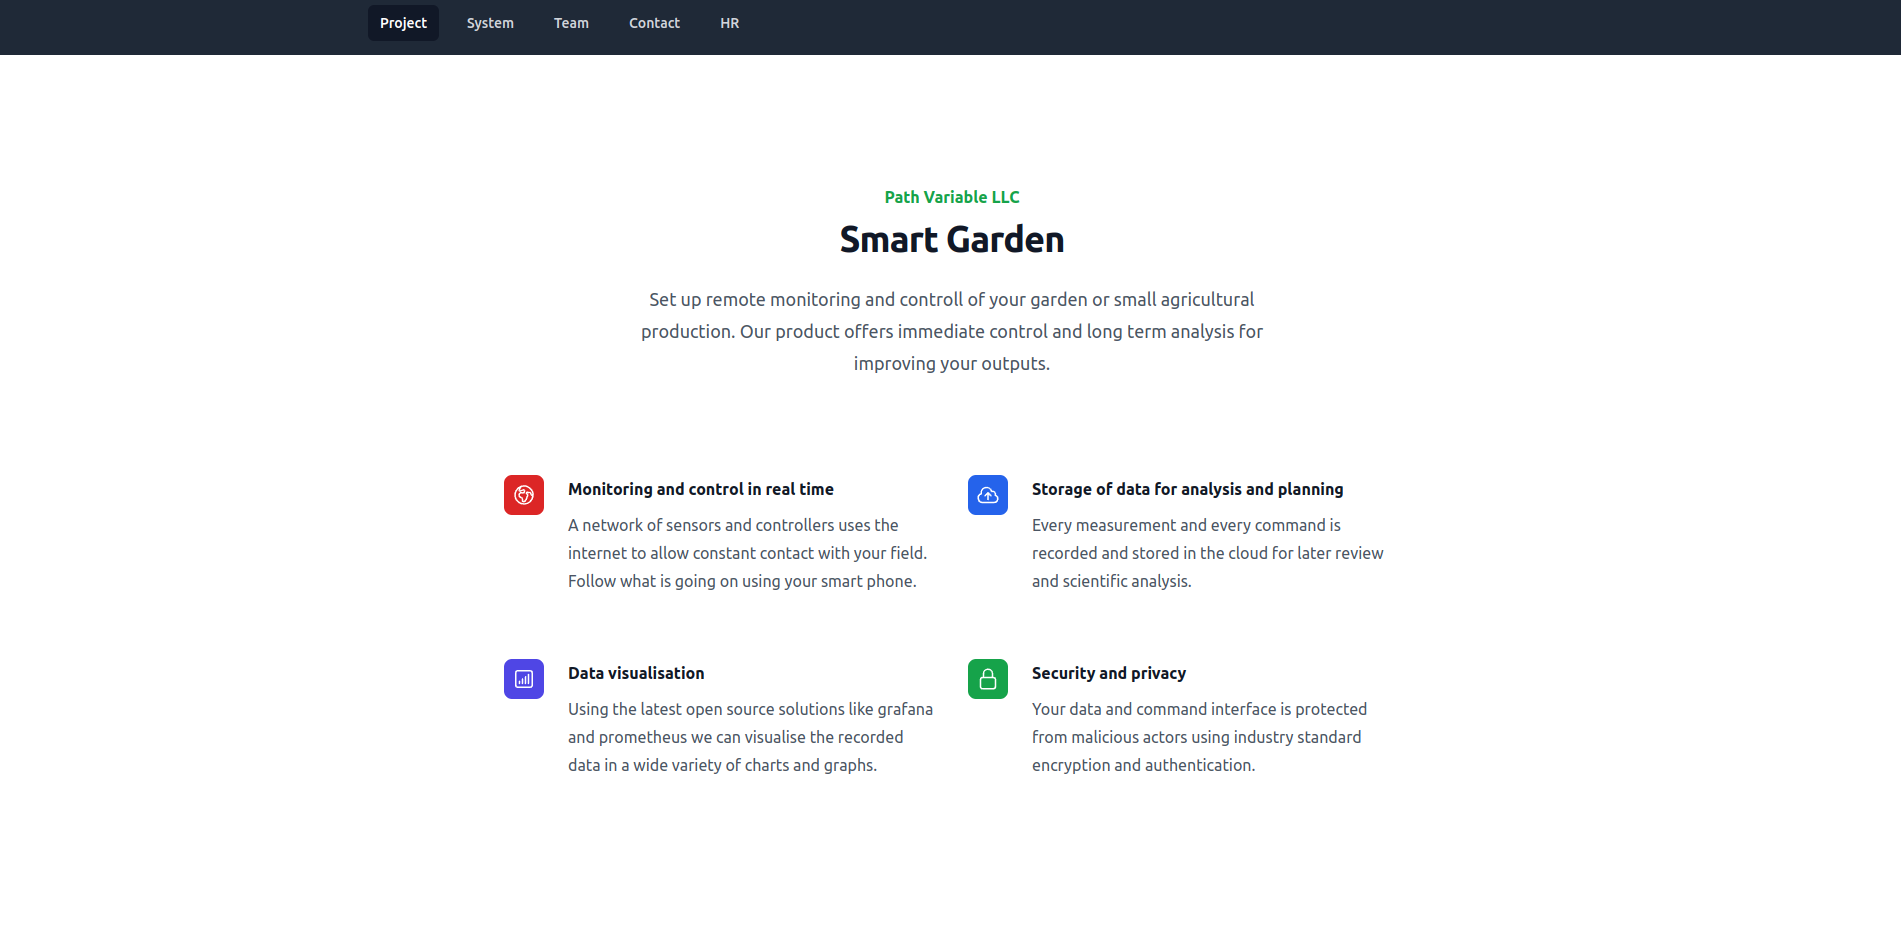 Project System Team Contact HR
Path Variable LLC
Smart Garden
Set up remote monitoring and controll of your garden or small agricultural
production. Our product offers immediate control and long term analysis for
improving your outputs.
Monitoring and control in real time
A network of sensors and controllers uses the
internet to allow constant contact with your field.
Follow what is going on using your smart phone.
Storage of data for analysis and planning
Every measurement and every command is
recorded and stored in the cloud for later review
and scientific analysis.
Data visualisation
Using the latest open source solutions like grafana
and prometheus we can visualise the recorded
data in a wide variety of charts and graphs.
Security and privacy
Your data and command interface is protected
from malicious actors using industry standard
encryption and authentication.